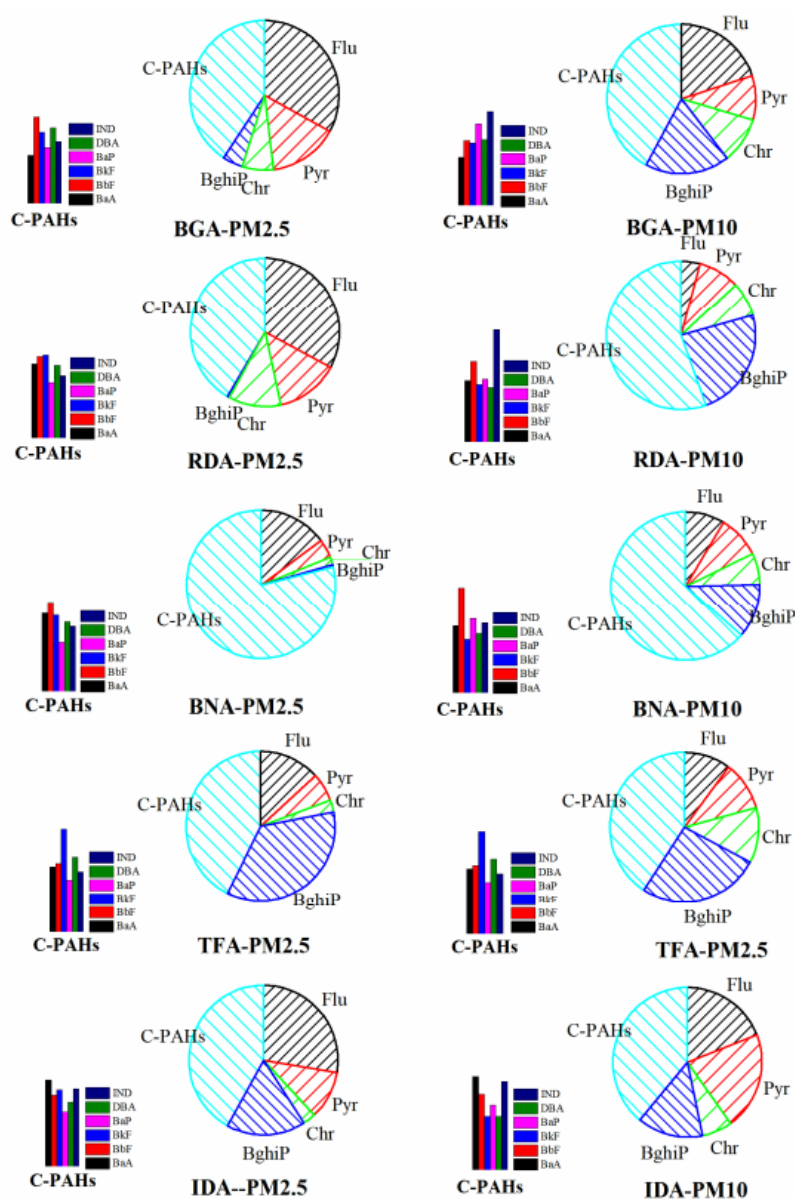 Flu
C-PAHs
IND
DBA
BaP
BkF
BbF
BaA
C-PAHs
BghiP
Chr
Pyr
BGA-PM2.5
C-PAHs
Pyr
Chr
BghiP
IND
DBA
BaP
BkF
BbF
BaA
C-PAHs
BGA-PM10
Flu
C-PAHs
IND
DBA
BaP
BkF
BbF
BaA
C-PAHs
BghiP
Chr
Pyr
RDA-PM2.5
Flu
Pyr
Chr
C-PAHs
BghiP
IND
DBA
BaP
BkF
BbF
BaA
C-PAHs
RDA-PM10
Flu
Pyr
Chr
BghiP
C-PAHs
IND
DBA
BaP
BkF
BbF
BaA
C-PAHs
BNA-PM2.5
Flu
Pyr
Chr
BghiP
C-PAHs
IND
DBA
BaP
BkF
BbF
BaA
C-PAHs
BNA-PM10
Flu
Pyr
Chr
C-PAHs
BghiP
IND
DBA
BaP
BkF
BbF
BaA
C-PAHs
TFA-PM2.5
Flu
Pyr
C-PAHs
Chr
BghiP
IND
DBA
BaP
BkF
BbF
BaA
C-PAHs
TFA-PM2.5
Flu
C-PAHs
Pyr
Chr
BghiP
IND
DBA
BaP
BkF
BbF
BaA
C-PAHs
IDA--PM2.5
Flu
C-PAHs
Pyr
Chr
BghiP
IND
DBA
BaP
BkF
BbF
BaA
C-PAHs
IDA-PM10